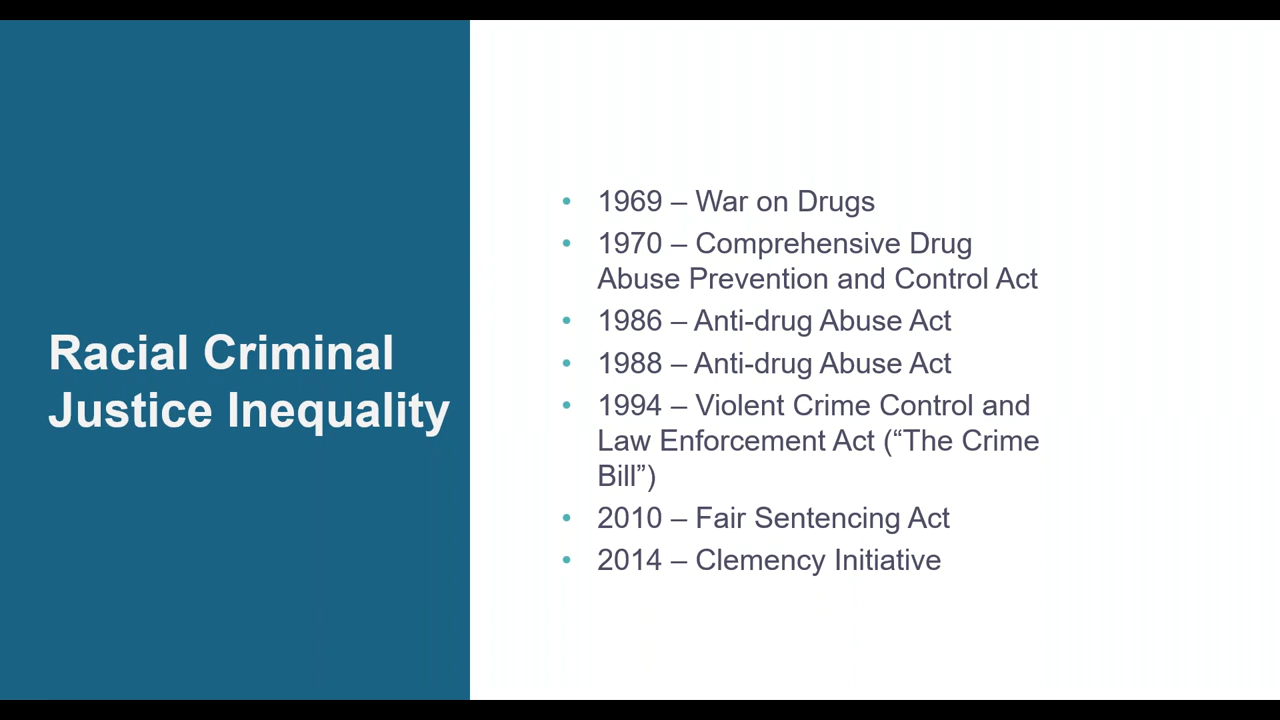 Racial Criminal
Justice Inequality
• 1969 – War on Drugs
• 1970 – Comprehensive Drug
Abuse Prevention and Control Act
• 1986 – Anti-drug Abuse Act
• 1988 – Anti-drug Abuse Act
• 1994 – Violent Crime Control and
Law Enforcement Act (“The Crime
Bill”)
• 2010 – Fair Sentencing Act
• 2014 – Clemency Initiative